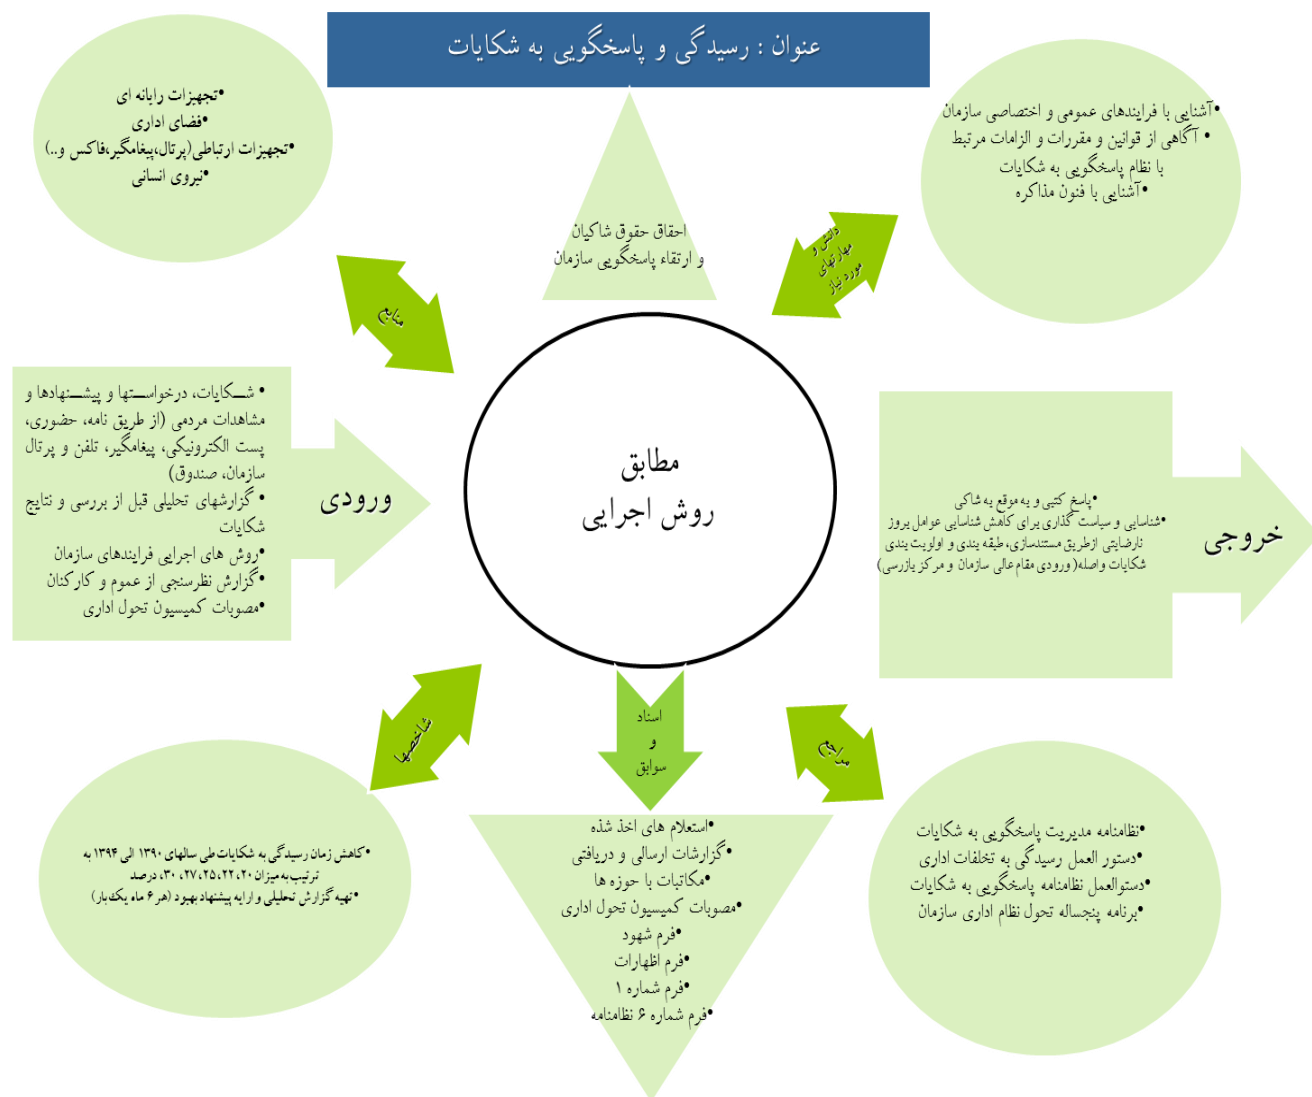 عنوان : رسیدگی و پاسخگویی به شکایات
•آشنایی با فرایندهای عمومی و اختصاصی سازمان
• آگاهی از قوانین و مقررات و الزامات مرتبط
با نظام پاسخگویی به شکایات
•آشنایی با فنون مذاکره
دانش و
مهارتهای
مورد نیاز
احقاق حقوق شاکیان
و ارتقاء پاسخگویی سازمان
•تجهیزات رایانه ای
•فضای اداری
•تجهیزات ارتباطی(پرتال،پیغامگیر،فاکس و..)
•نیروی انسانی
منابع
• شکایات، درخواستها و پیشنهادها و
مشاهدات مردمی (از طریق نامه، حضوری،
پست الکترونیکی، پیغامگیر، تلفن و پرتال
سازمان، صندوق)
• گزارشهای تحلیلی قبل از بررسی و نتایج
شکایات
•روش های اجرایی فرایندهای سازمان
•گزارش نظرسنجی از عموم و کارکنان
•مصوبات کمیسیون تحول اداری
ورودی
مطابق
روش اجرایی
•پاسخ کتبی و به موقع به شاکی
•شناسایی و سیاست گذاری برای کاهش شناسایی عوامل بروز
نارضایتی ازطریق مستندسازی، طبقه بندی و اولویت بندی
شکایات واصله( ورودی مقام عالی سازمان و مرکز بازرسی)
خروجی
مراجع
•نظامنامه مدیریت پاسخگویی به شکایات
•دستور العمل رسیدگی به تخلفات اداری
•دستوالعمل نظامنامه پاسخگویی به شکایات
•برنامه پنجساله تحول نظام اداری سازمان
اسناد
و
سوابق
•استعلام های اخذ شده
•گزارشات ارسالی و دریافتی
•مکاتبات با حوزه ها
•مصوبات کمیسیون تحول اداری
•فرم شهود
•فرم اظهارات
•فرم شماره ۱
•فرم شماره ۶ نظامنامه
شاخصها
•کاهش زمان رسیدگی به شکایات طی سالهای ۱۳۹۰ الی ۱۳۹۴ به
ترتیب به میزان ۲۰، ۲۲، ۲۵، ۲۷، ۳۰، درصد
•تهیه گزارش تحلیلی و ارایه پیشنهاد بهبود (هر ۶ ماه یک بار)